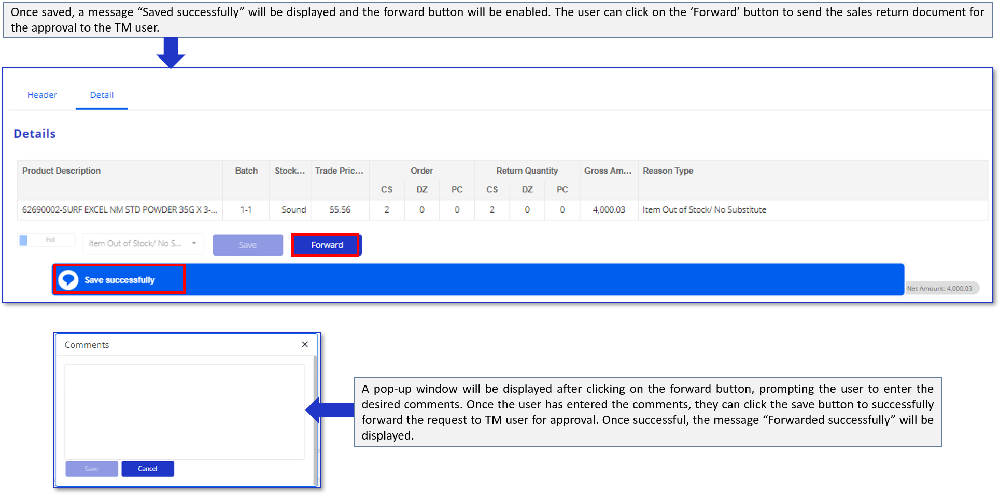 Once saved, a message “Saved successfully” will be displayed and the forward button will be enabled. The user can click on the ‘Forward’ button to send the sales return document for
the approval to the TM user.
Header Detail
Details
Product Description Batch Stock... Trade Pric... Order Return Quantity Gross Am... Reason Type
CS DZ PC CS DZ PC
62690002-SURF EXCEL NM STD POWDER 35G X 3-... 1-1 Sound 55.56 2 0 0 2 0 0 4,000.03 Item Out of Stock/ No Substitute
Full Item Out of Stock/ No S... Save Forward
Save successfully
Net Amount: 4,000.03
Comments
A pop-up window will be displayed after clicking on the forward button, prompting the user to enter the
desired comments. Once the user has entered the comments, they can click the save button to successfully
forward the request to TM user for approval. Once successful, the message “Forwarded successfully” will be
displayed.
Save Cancel